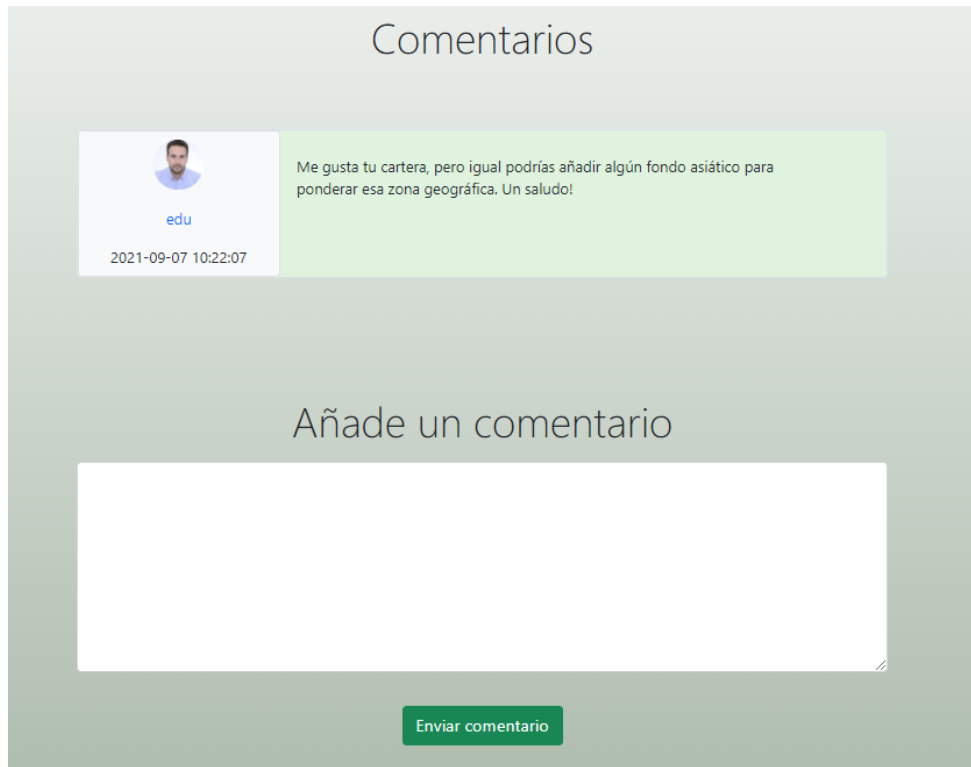 Comentarios
Me gusta tu cartera, pero igual podrías añadir algún fondo asiático para
ponderar esa zona geográfica. Un saludo!
edu
2021-09-07 10:22:07
Añade un comentario
Enviar comentario